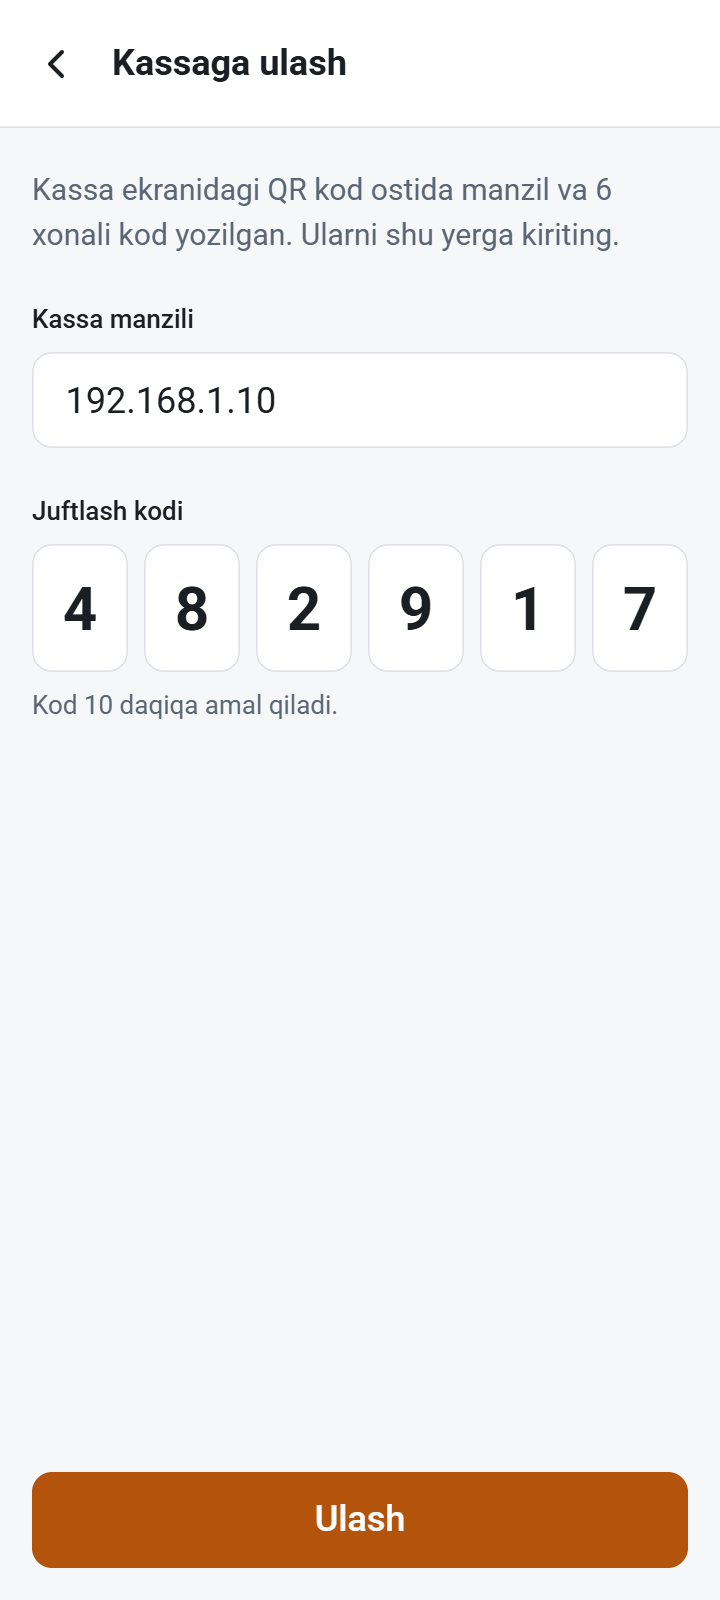 Kassaga ulash
Kassa ekranidagi QR kod ostida manzil va 6
xonali kod yozilgan. Ularni shu yerga kiriting.
Kassa manzili
192.168.1.10
Juftlash kodi
4 8 2 9 1 7
Kod 10 daqiqa amal qiladi.
Ulash